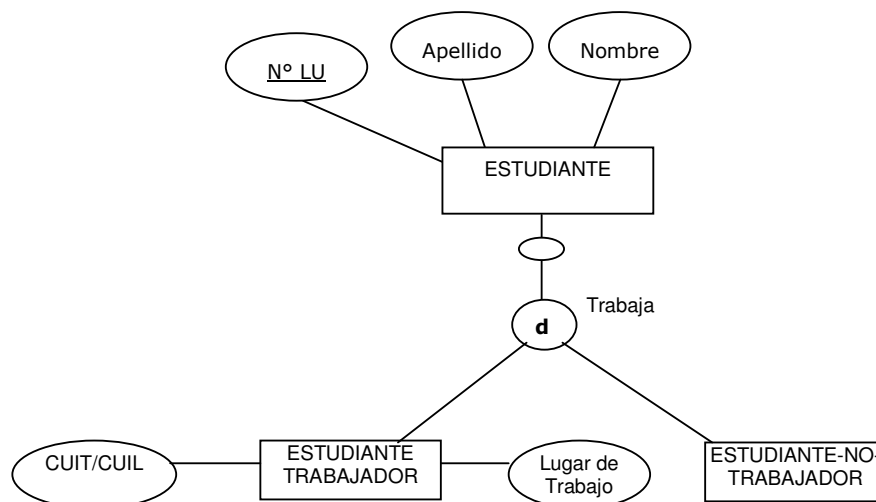 N° LU
Apellido
Nombre
ESTUDIANTE
Trabaja
d
CUIT/CUIL
ESTUDIANTE
TRABAJADOR
Lugar de
Trabajo
ESTUDIANTE-NO-
TRABAJADOR